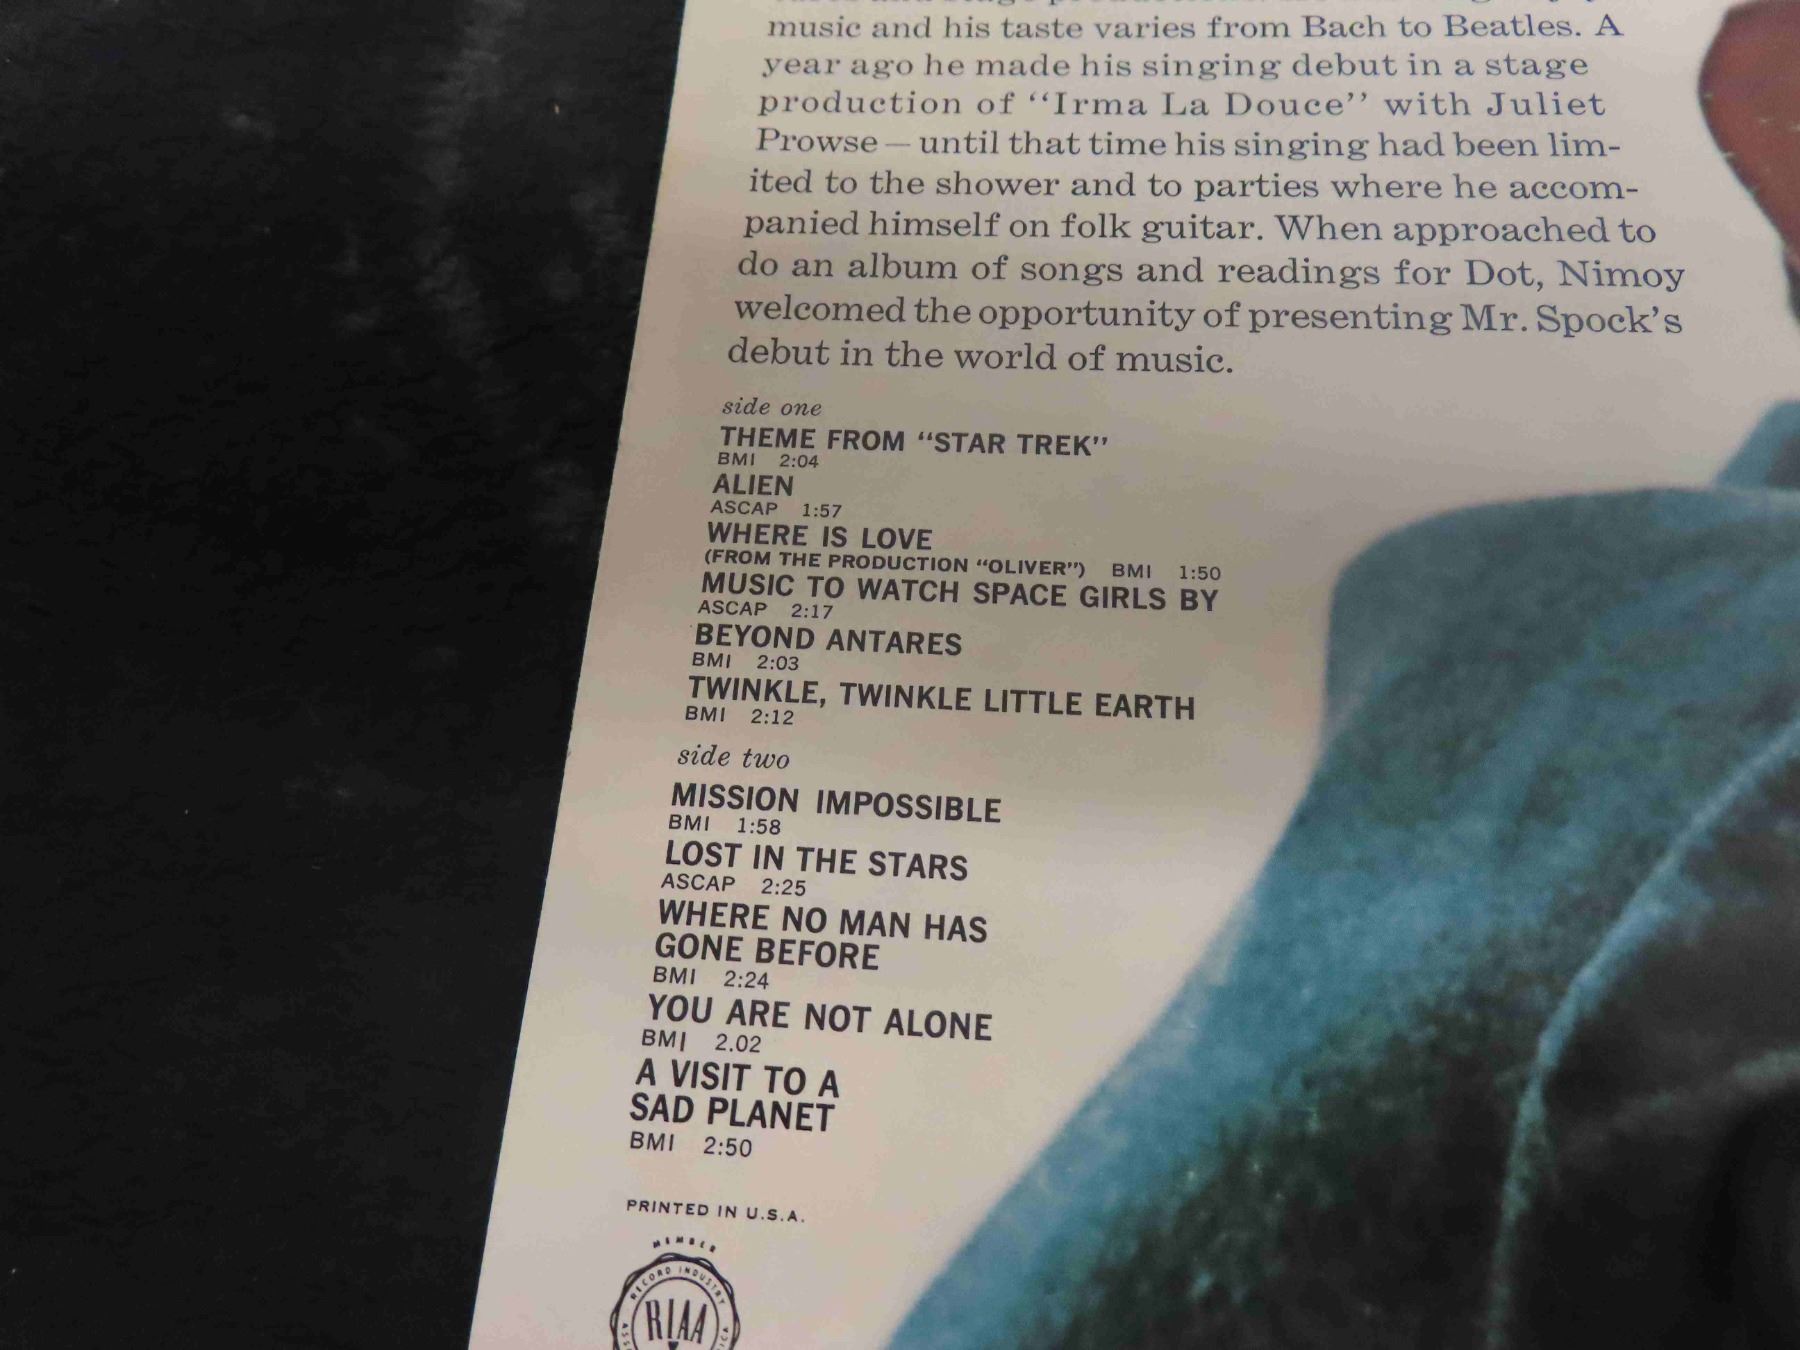 music and his taste varies from Bach to Beatles. A
year ago he made his singing debut in a stage
production of “Irma La Douce” with Juliet
Prowse — until that time his singing had been lim-
ited to the shower and to parties where he accom-
panied himself on folk guitar. When approached to
do an album of songs and readings for Dot, Nimoy
welcomed the opportunity of presenting Mr. Spock’s
debut in the world of music.
side one
THEME FROM “STAR TREK”
BMI 2:04
ALIEN
ASCAP 1:57
WHERE IS LOVE
(FROM THE PRODUCTION “OLIVER”) BMI 1:50
MUSIC TO WATCH SPACE GIRLS BY
ASCAP 2:17
BEYOND ANTARES
BMI 2:03
TWINKLE, TWINKLE LITTLE EARTH
BMI 2:12
side two
MISSION IMPOSSIBLE
BMI 1:58
LOST IN THE STARS
ASCAP 2:25
WHERE NO MAN HAS
GONE BEFORE
BMI 2:24
YOU ARE NOT ALONE
BMI 2.02
A VISIT TO A
SAD PLANET
BMI 2:50
PRINTED IN U.S.A.
MEMBER
RECORD INDUSTRY
RIAA